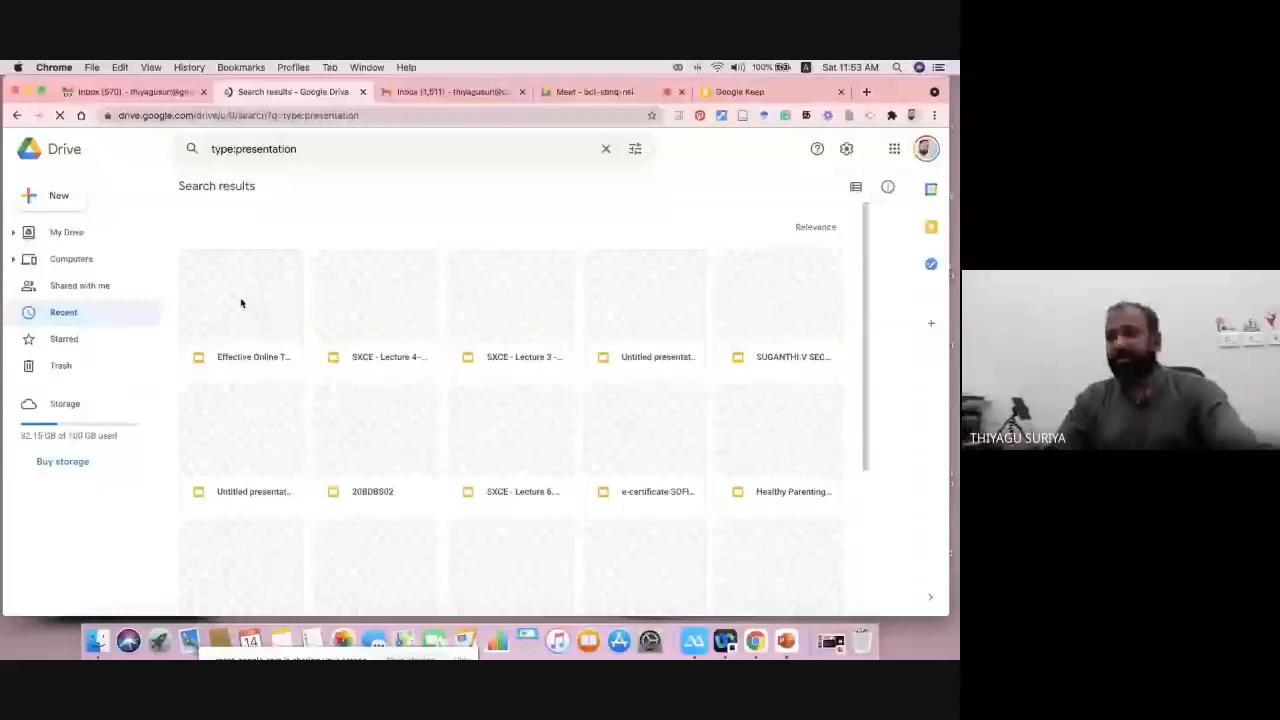 Chrome File Edit View History Bookmarks Profiles Tab Window Help 100% Sat 11:53 AM
Inbox (570) - thiyagusuri@gm Search results - Google Drive Inbox (1,511) - thiyagusuri@c Meet - Google Keep
drive.google.com/drive/u/0/search?q=type:presentation
Drive
type:presentation
Search results
New
Relevance
My Drive
Computers
Shared with me
Recent
Starred
Trash
Storage
32.15 GB of 100 GB used
Buy storage
Effective Online T... SXCE - Lecture 4-... SXCE - Lecture 3 -... Untitled presentat... SUGANTHI.V SEC...
Untitled presentat... 20BDBS02 SXCE - Lecture 6.... e-certificate SOFI... Healthy Parenting...
THIYAGU SURIYA
14